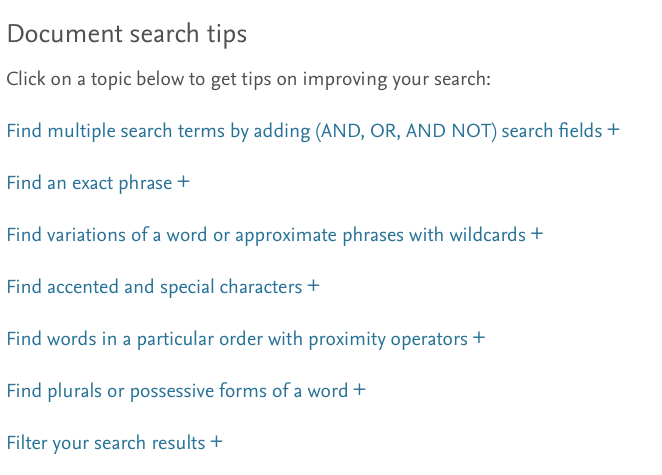 Document search tips
Click on a topic below to get tips on improving your search:
Find multiple search terms by adding (AND, OR, AND NOT) search fields +
Find an exact phrase +
Find variations of a word or approximate phrases with wildcards +
Find accented and special characters +
Find words in a particular order with proximity operators +
Find plurals or possessive forms of a word +
Filter your search results +